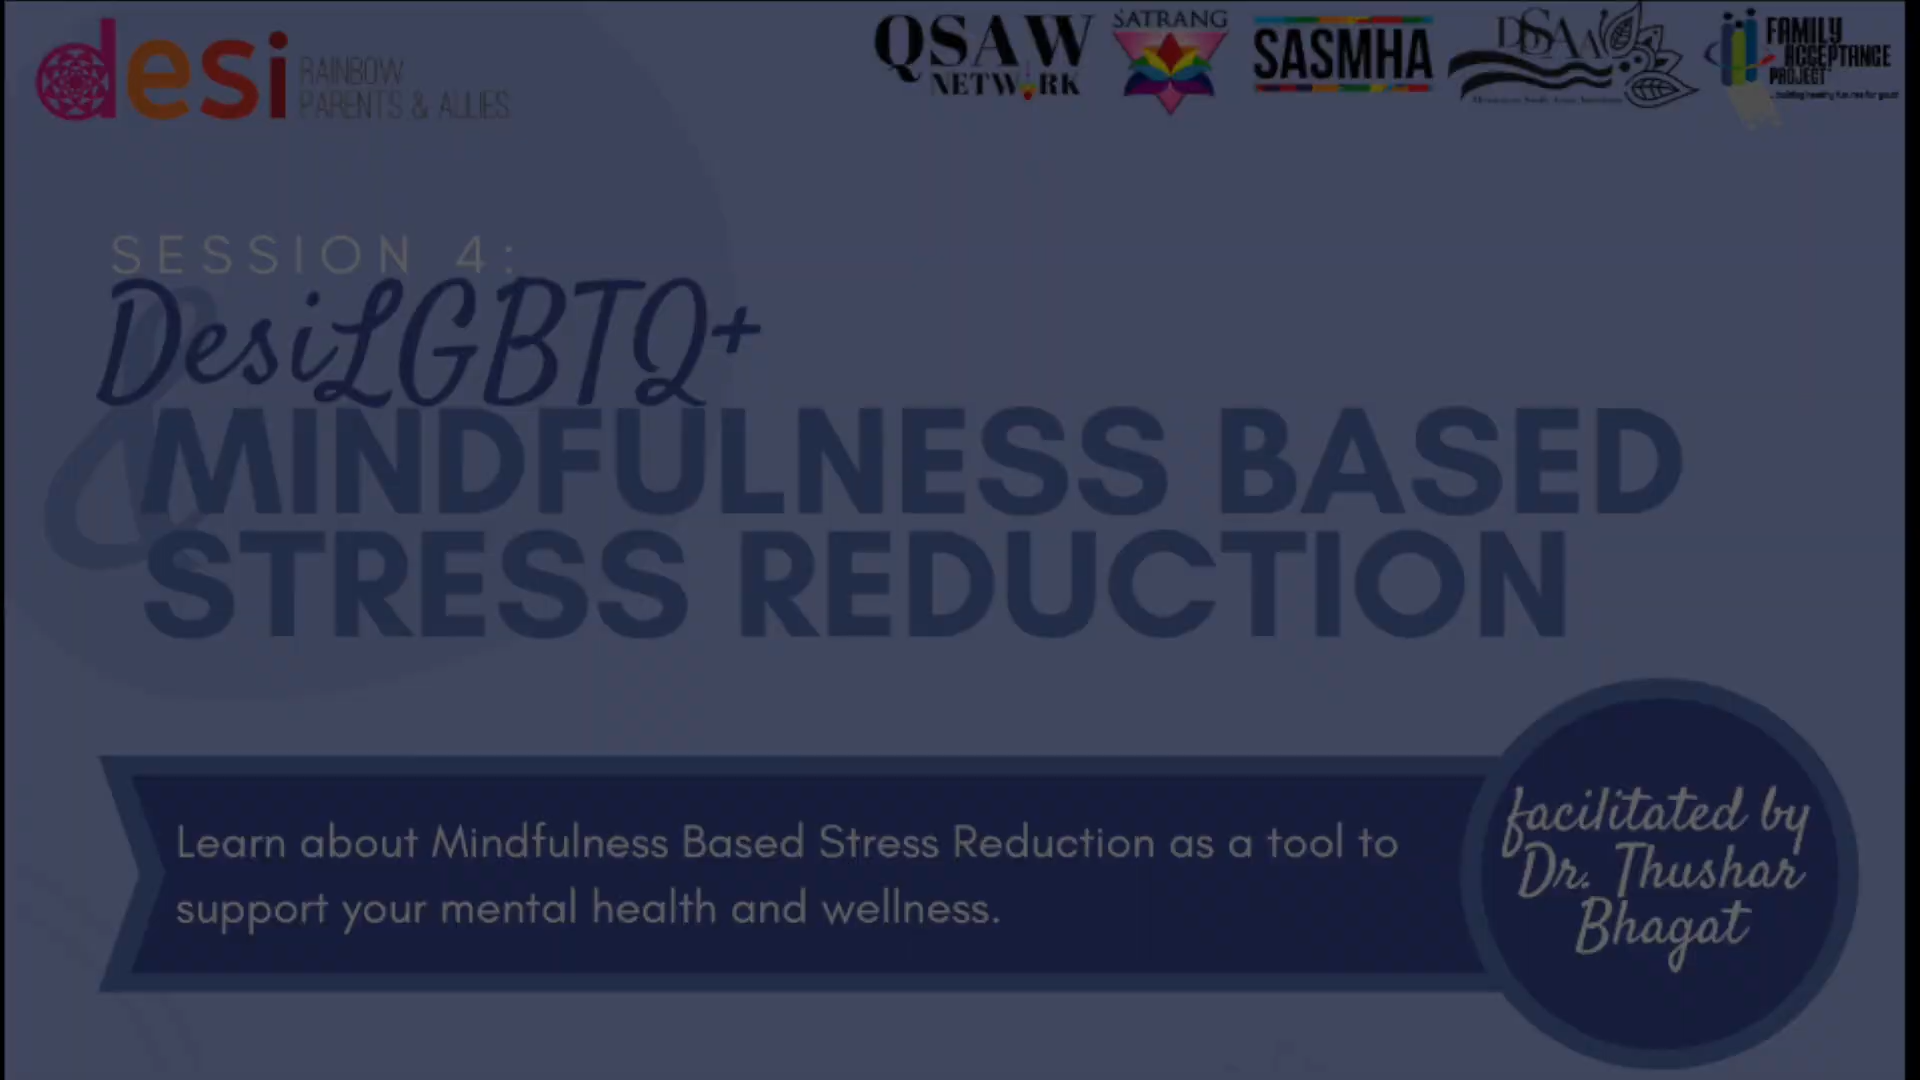 desi RAINBOW
PARENTS & ALLIES
QSAW
NETWORK
SATRANG
SASMHA
DSAA
FAMILY
ACCEPTANCE
PROJECT
SESSION 4:
DesiLGBTQ+
&
MINDFULNESS BASED
STRESS REDUCTION
Learn about Mindfulness Based Stress Reduction as a tool to
support your mental health and wellness.
facilitated by
Dr. Thushar
Bhagat